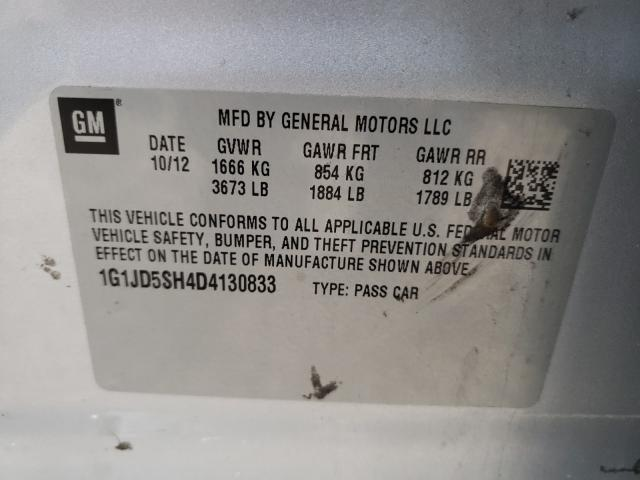 GM®
MFD BY GENERAL MOTORS LLC
DATE GVWR GAWR FRT GAWR RR
10/12 1666 KG 854 KG 812 KG
3673 LB 1884 LB 1789 LB
THIS VEHICLE CONFORMS TO ALL APPLICABLE U.S. FEDERAL MOTOR
VEHICLE SAFETY, BUMPER, AND THEFT PREVENTION STANDARDS IN
EFFECT ON THE DATE OF MANUFACTURE SHOWN ABOVE.
1G1JD5SH4D4130833 TYPE: PASS CAR